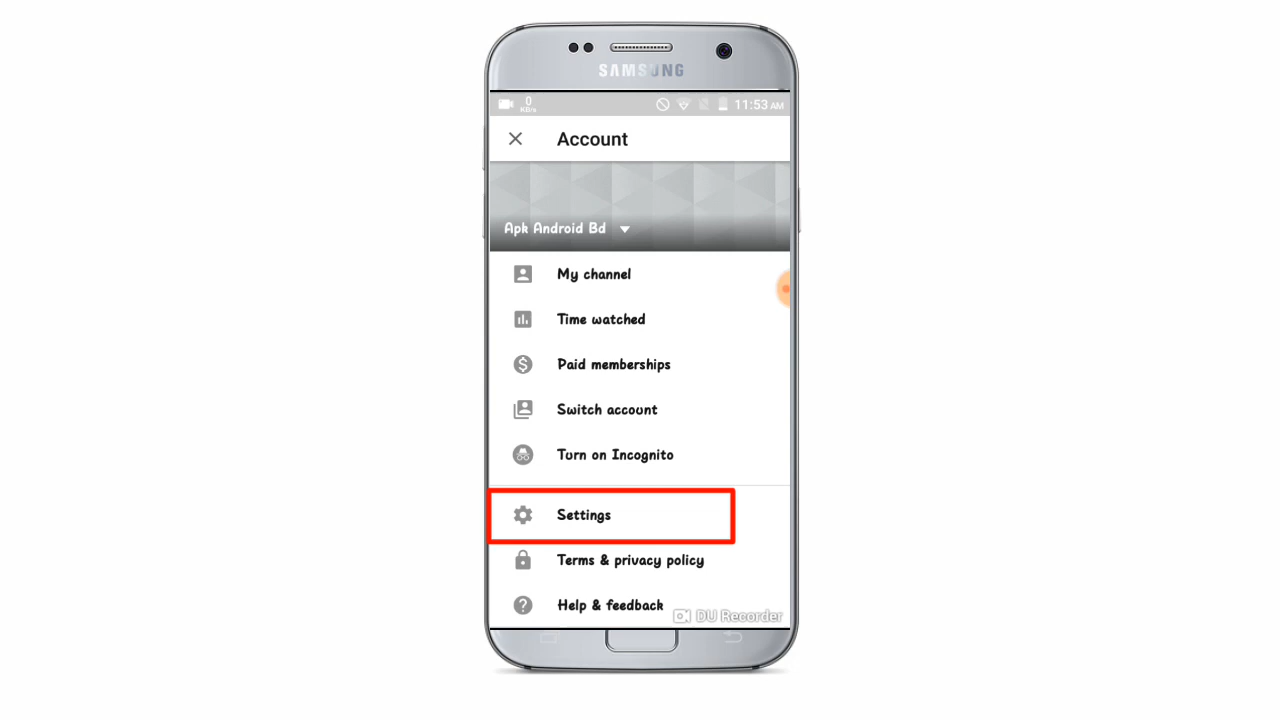 SAMSUNG
0
KB/s
11:53 AM
Account
Apk Android Bd
My channel
Time watched
Paid memberships
Switch account
Turn on Incognito
Settings
Terms & privacy policy
Help & feedback
DU Recorder